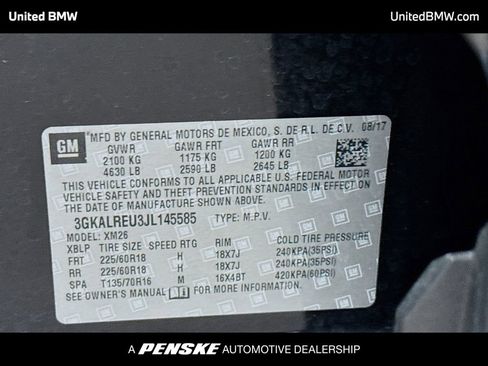 United BMW
UnitedBMW.com
GM
MFD BY GENERAL MOTORS DE MEXICO, S. DE R.L. DE C.V. 08/17
GVWR GAWR FRT GAWR RR
2100 KG 1175 KG 1200 KG
4630 LB 2590 LB 2645 LB
THIS VEHICLE CONFORMS TO ALL APPLICABLE U.S. FEDERAL MOTOR
VEHICLE SAFETY AND THEFT PREVENTION STANDARDS IN EFFECT ON THE
DATE OF MANUFACTURE SHOWN ABOVE.
3GKALREU3JL145585 TYPE: M.P.V.
MODEL: XM26
XBLP TIRE SIZE SPEED RTG RIM COLD TIRE PRESSURE
FRT 225/60R18 H 18X7J 240KPA(35PSI)
RR 225/60R18 H 18X7J 240KPA(35PSI)
SPA T135/70R16 M 16X4BT 420KPA(60PSI)
SEE OWNER'S MANUAL FOR MORE INFORMATION.
A PENSKE AUTOMOTIVE DEALERSHIP